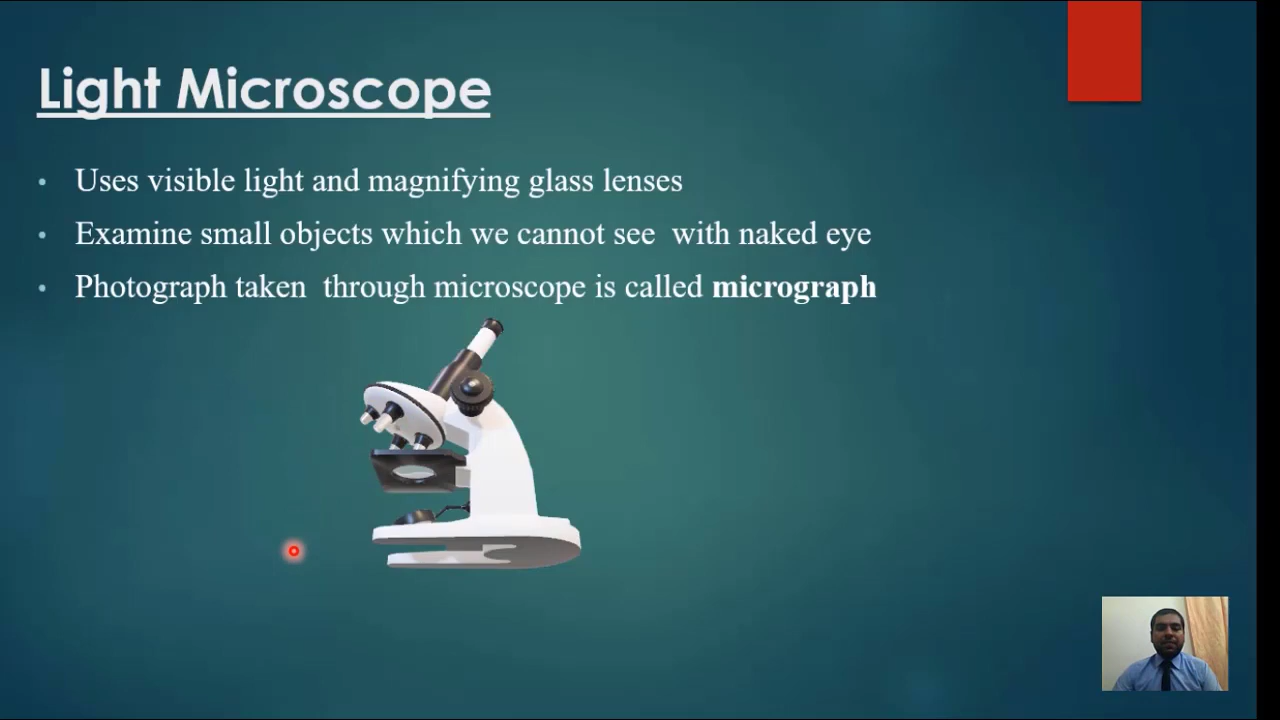 Light Microscope
Uses visible light and magnifying glass lenses
Examine small objects which we cannot see  with naked eye
Photograph taken  through microscope is called micrograph